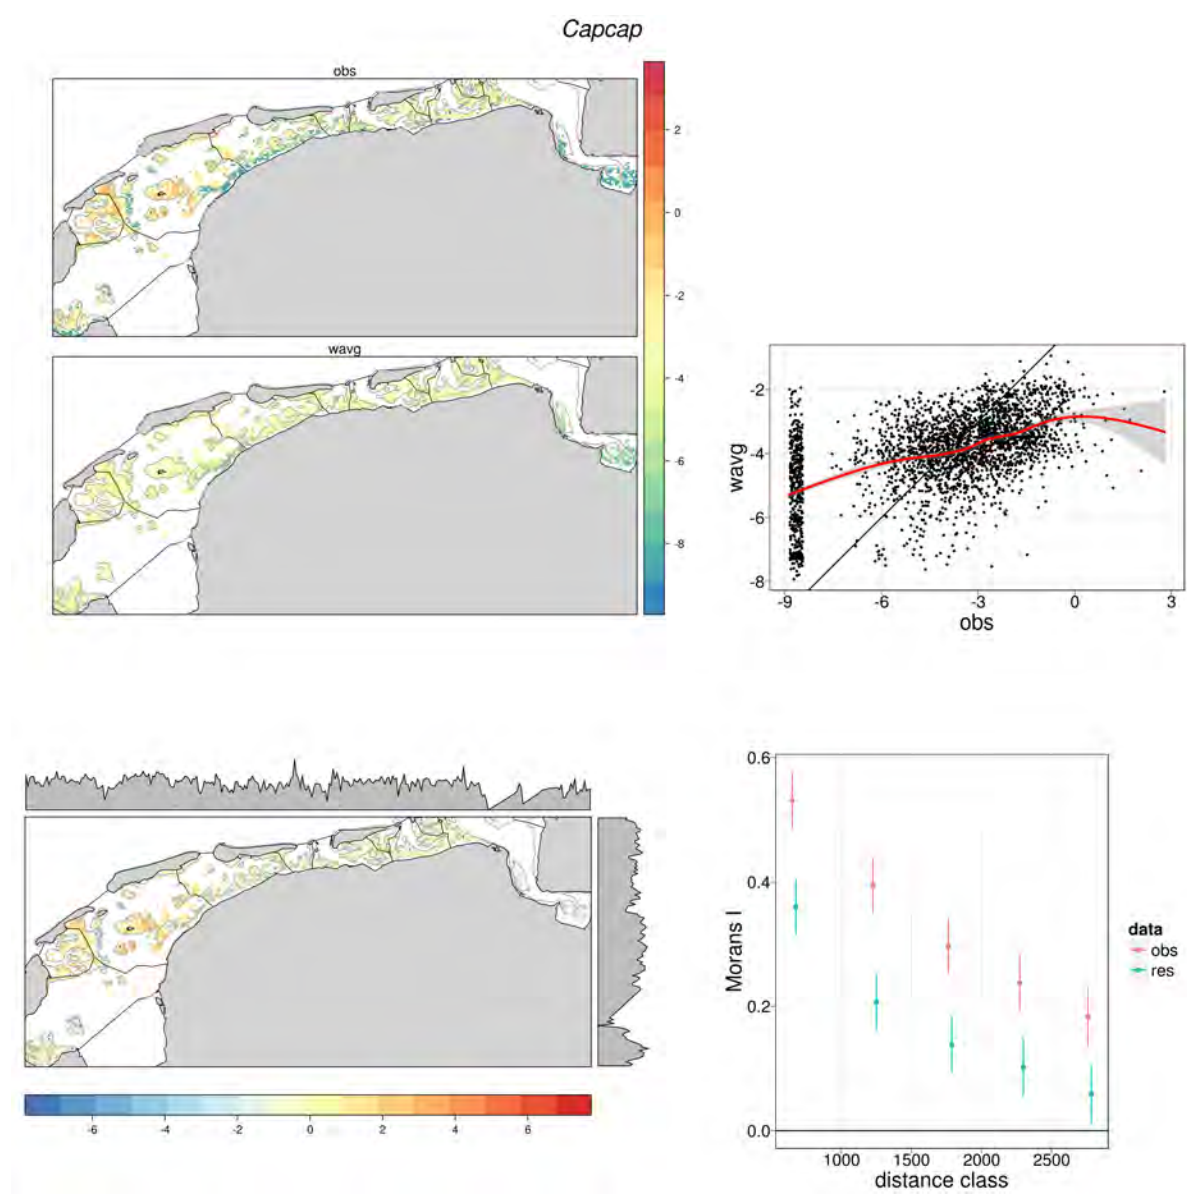 Capcap
obs
wavg
2
0
-2
-4
-6
-8
wavg
-2
-4
-6
-8
-9 -6 -3 0 3
obs
-6 -4 -2 0 2 4 6
Morans I
0.6
0.4
0.2
0.0
1000 1500 2000 2500
distance class
data
obs
res